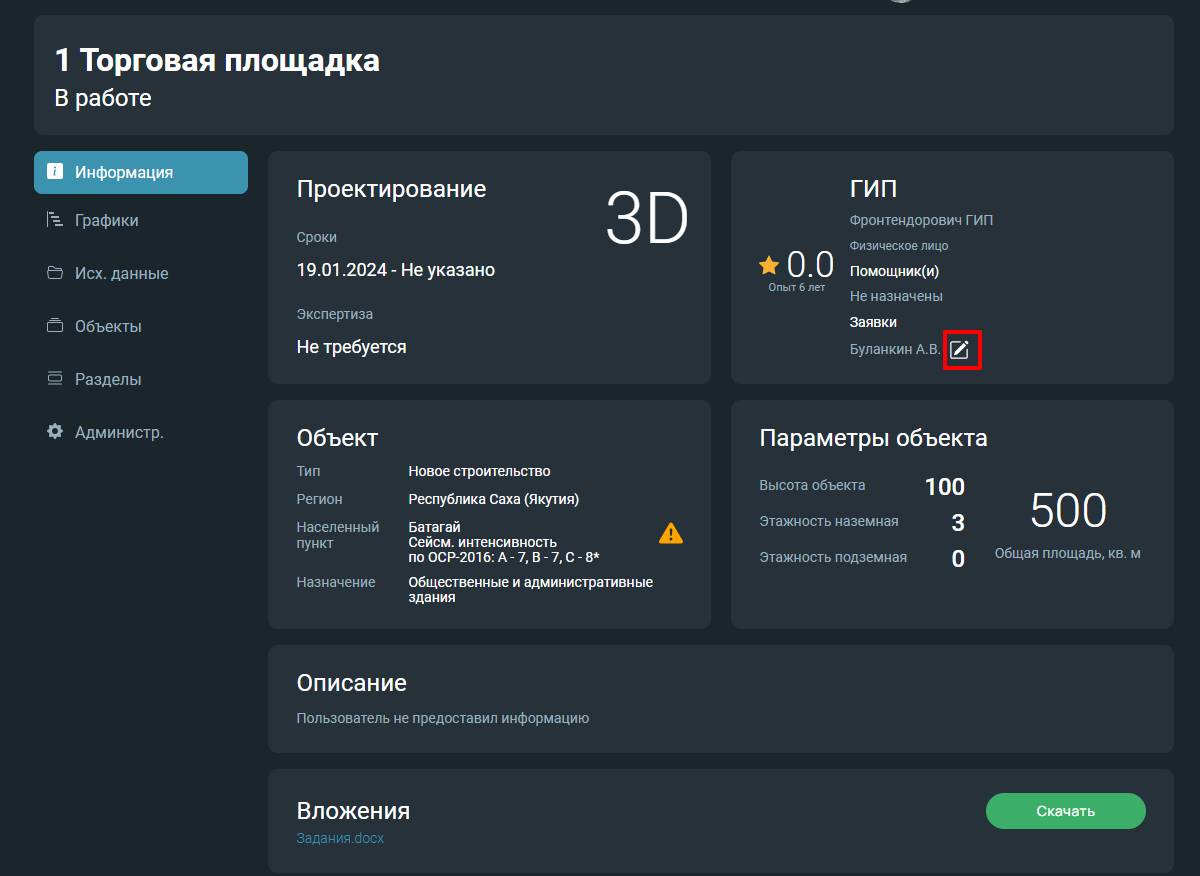 1 Торговая площадка
В работе
Информация
Графики
Исх. данные
Объекты
Разделы
Администр.
Проектирование
3D
Сроки
19.01.2024 - Не указано
Экспертиза
Не требуется
ГИП
Фронтендорович ГИП
Физическое лицо
0.0
Опыт 6 лет
Помощник(и)
Не назначены
Заявки
Буланкин А.В.
Объект
Тип Новое строительство
Регион Республика Саха (Якутия)
Населенный пункт
Батагай
Сейсм. интенсивность
по ОСР-2016: A - 7, B - 7, C - 8*
Назначение Общественные и административные
здания
Параметры объекта
Высота объекта 100
Этажность наземная 3
Этажность подземная 0
500
Общая площадь, кв. м
Описание
Пользователь не предоставил информацию
Вложения
Задания.docx
Скачать